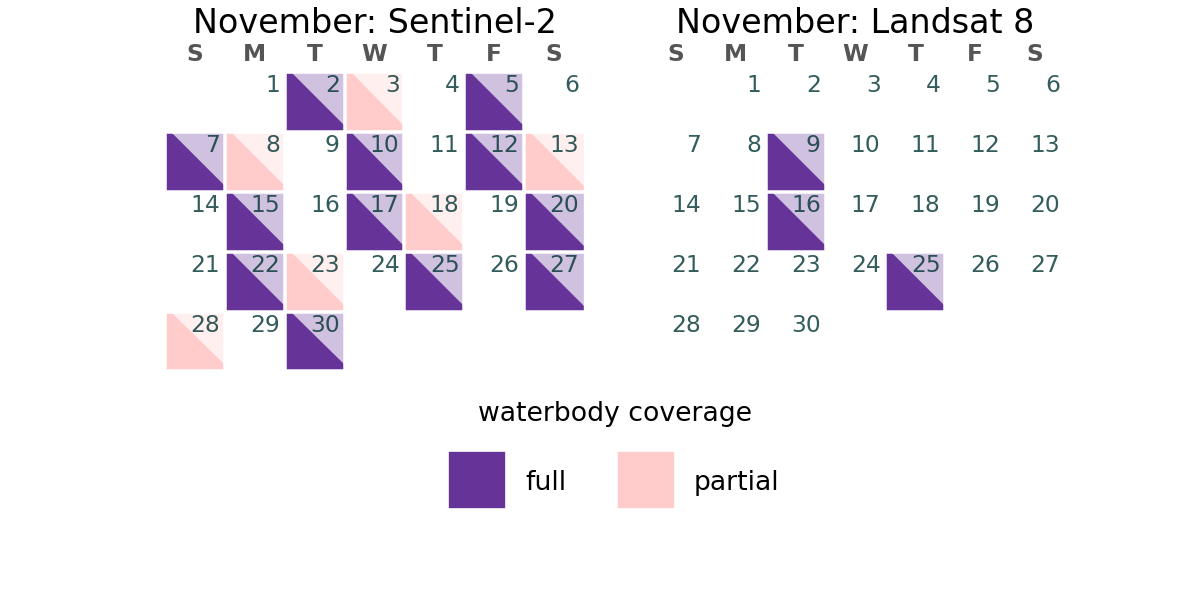 November: Sentinel-2
S M T W T F S
1 2 3 4 5 6
7 8 9 10 11 12 13
14 15 16 17 18 19 20
21 22 23 24 25 26 27
28 29 30
November: Landsat 8
S M T W T F S
1 2 3 4 5 6
7 8 9 10 11 12 13
14 15 16 17 18 19 20
21 22 23 24 25 26 27
28 29 30
waterbody coverage
full
partial